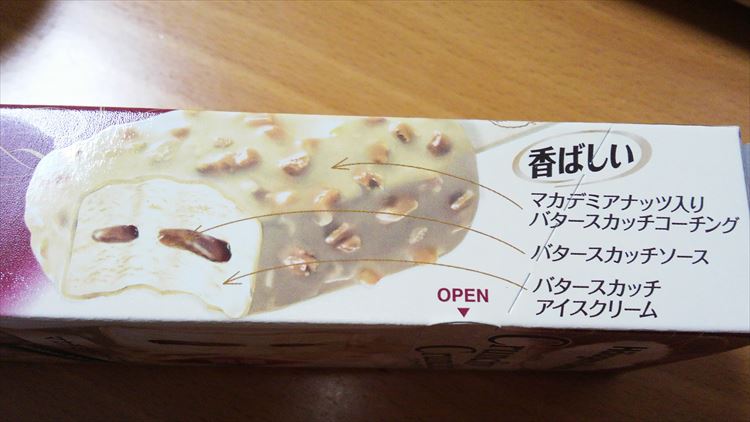 香ばしい
マカデミアナッツ入り
バタースカッチコーチング
バタースカッチソース
バタースカッチ
アイスクリーム
OPEN